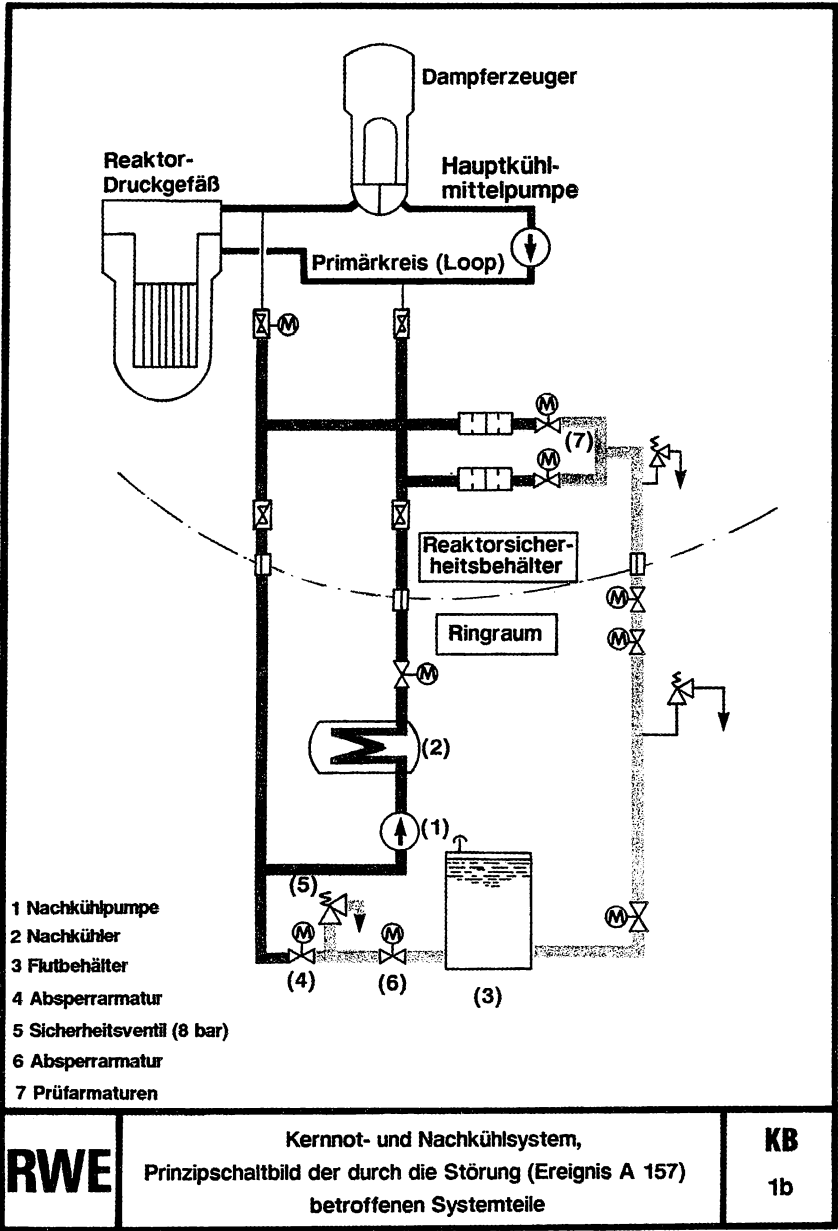 Dampferzeuger
Reaktor-
Druckgefäß
Hauptkühl-
mittelpumpe
Primärkreis (Loop)
M
M
(7)
M
Reaktorsicher-
heitsbehälter
M
Ringraum
M
M
(2)
(1)
(5)
M
M
M
(4)
(6)
(3)
1 Nachkühlpumpe
2 Nachkühler
3 Flutbehälter
4 Absperrarmatur
5 Sicherheitsventil (8 bar)
6 Absperrarmatur
7 Prüfarmaturen
RWE
Kernnot- und Nachkühlsystem,
Prinzipschaltbild der durch die Störung (Ereignis A 157)
betroffenen Systemteile
KB
1b